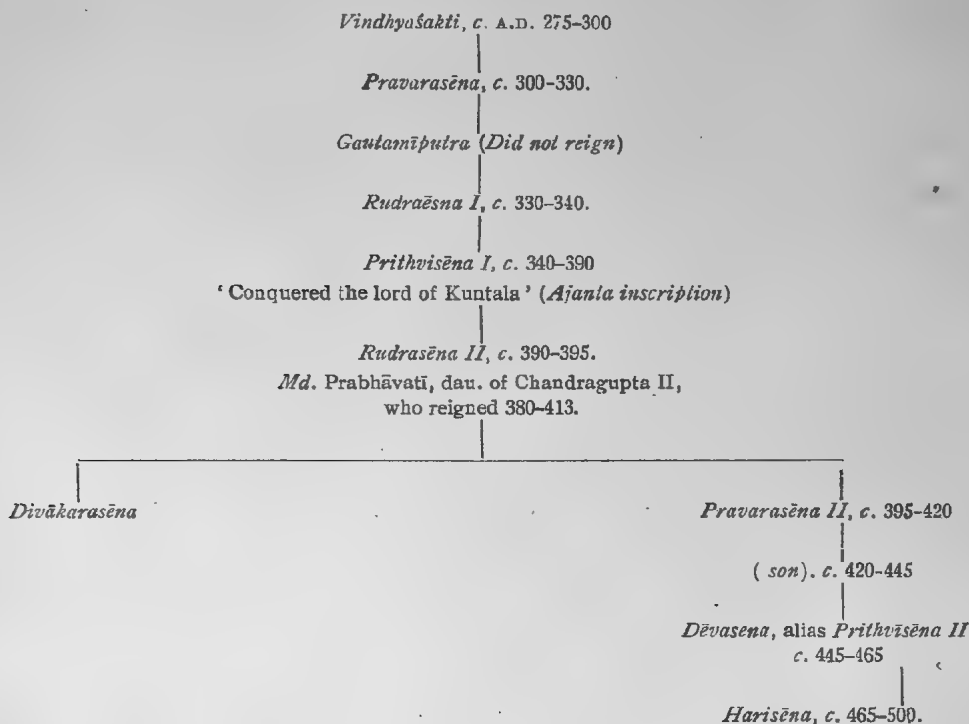 Vindhyaśakti, c. A.D. 275-300
Pravarasēna, c. 300-330.
Gautamīputra (Did not reign)
Rudraēsna I, c. 330-340.
Prithvisēna I, c. 340-390
‘Conquered the lord of Kuntala’ (Ajanta inscription)
Rudrasēna II, c. 390-395.
Md. Prabhāvatī, dau. of Chandragupta II,
who reigned 380-413.
Divākarasēna
Pravarasēna II, c. 395-420
( son). c. 420-445
Dēvasena, alias Prithvīsēna II
c. 445-465
Harisēna, c. 465-500.